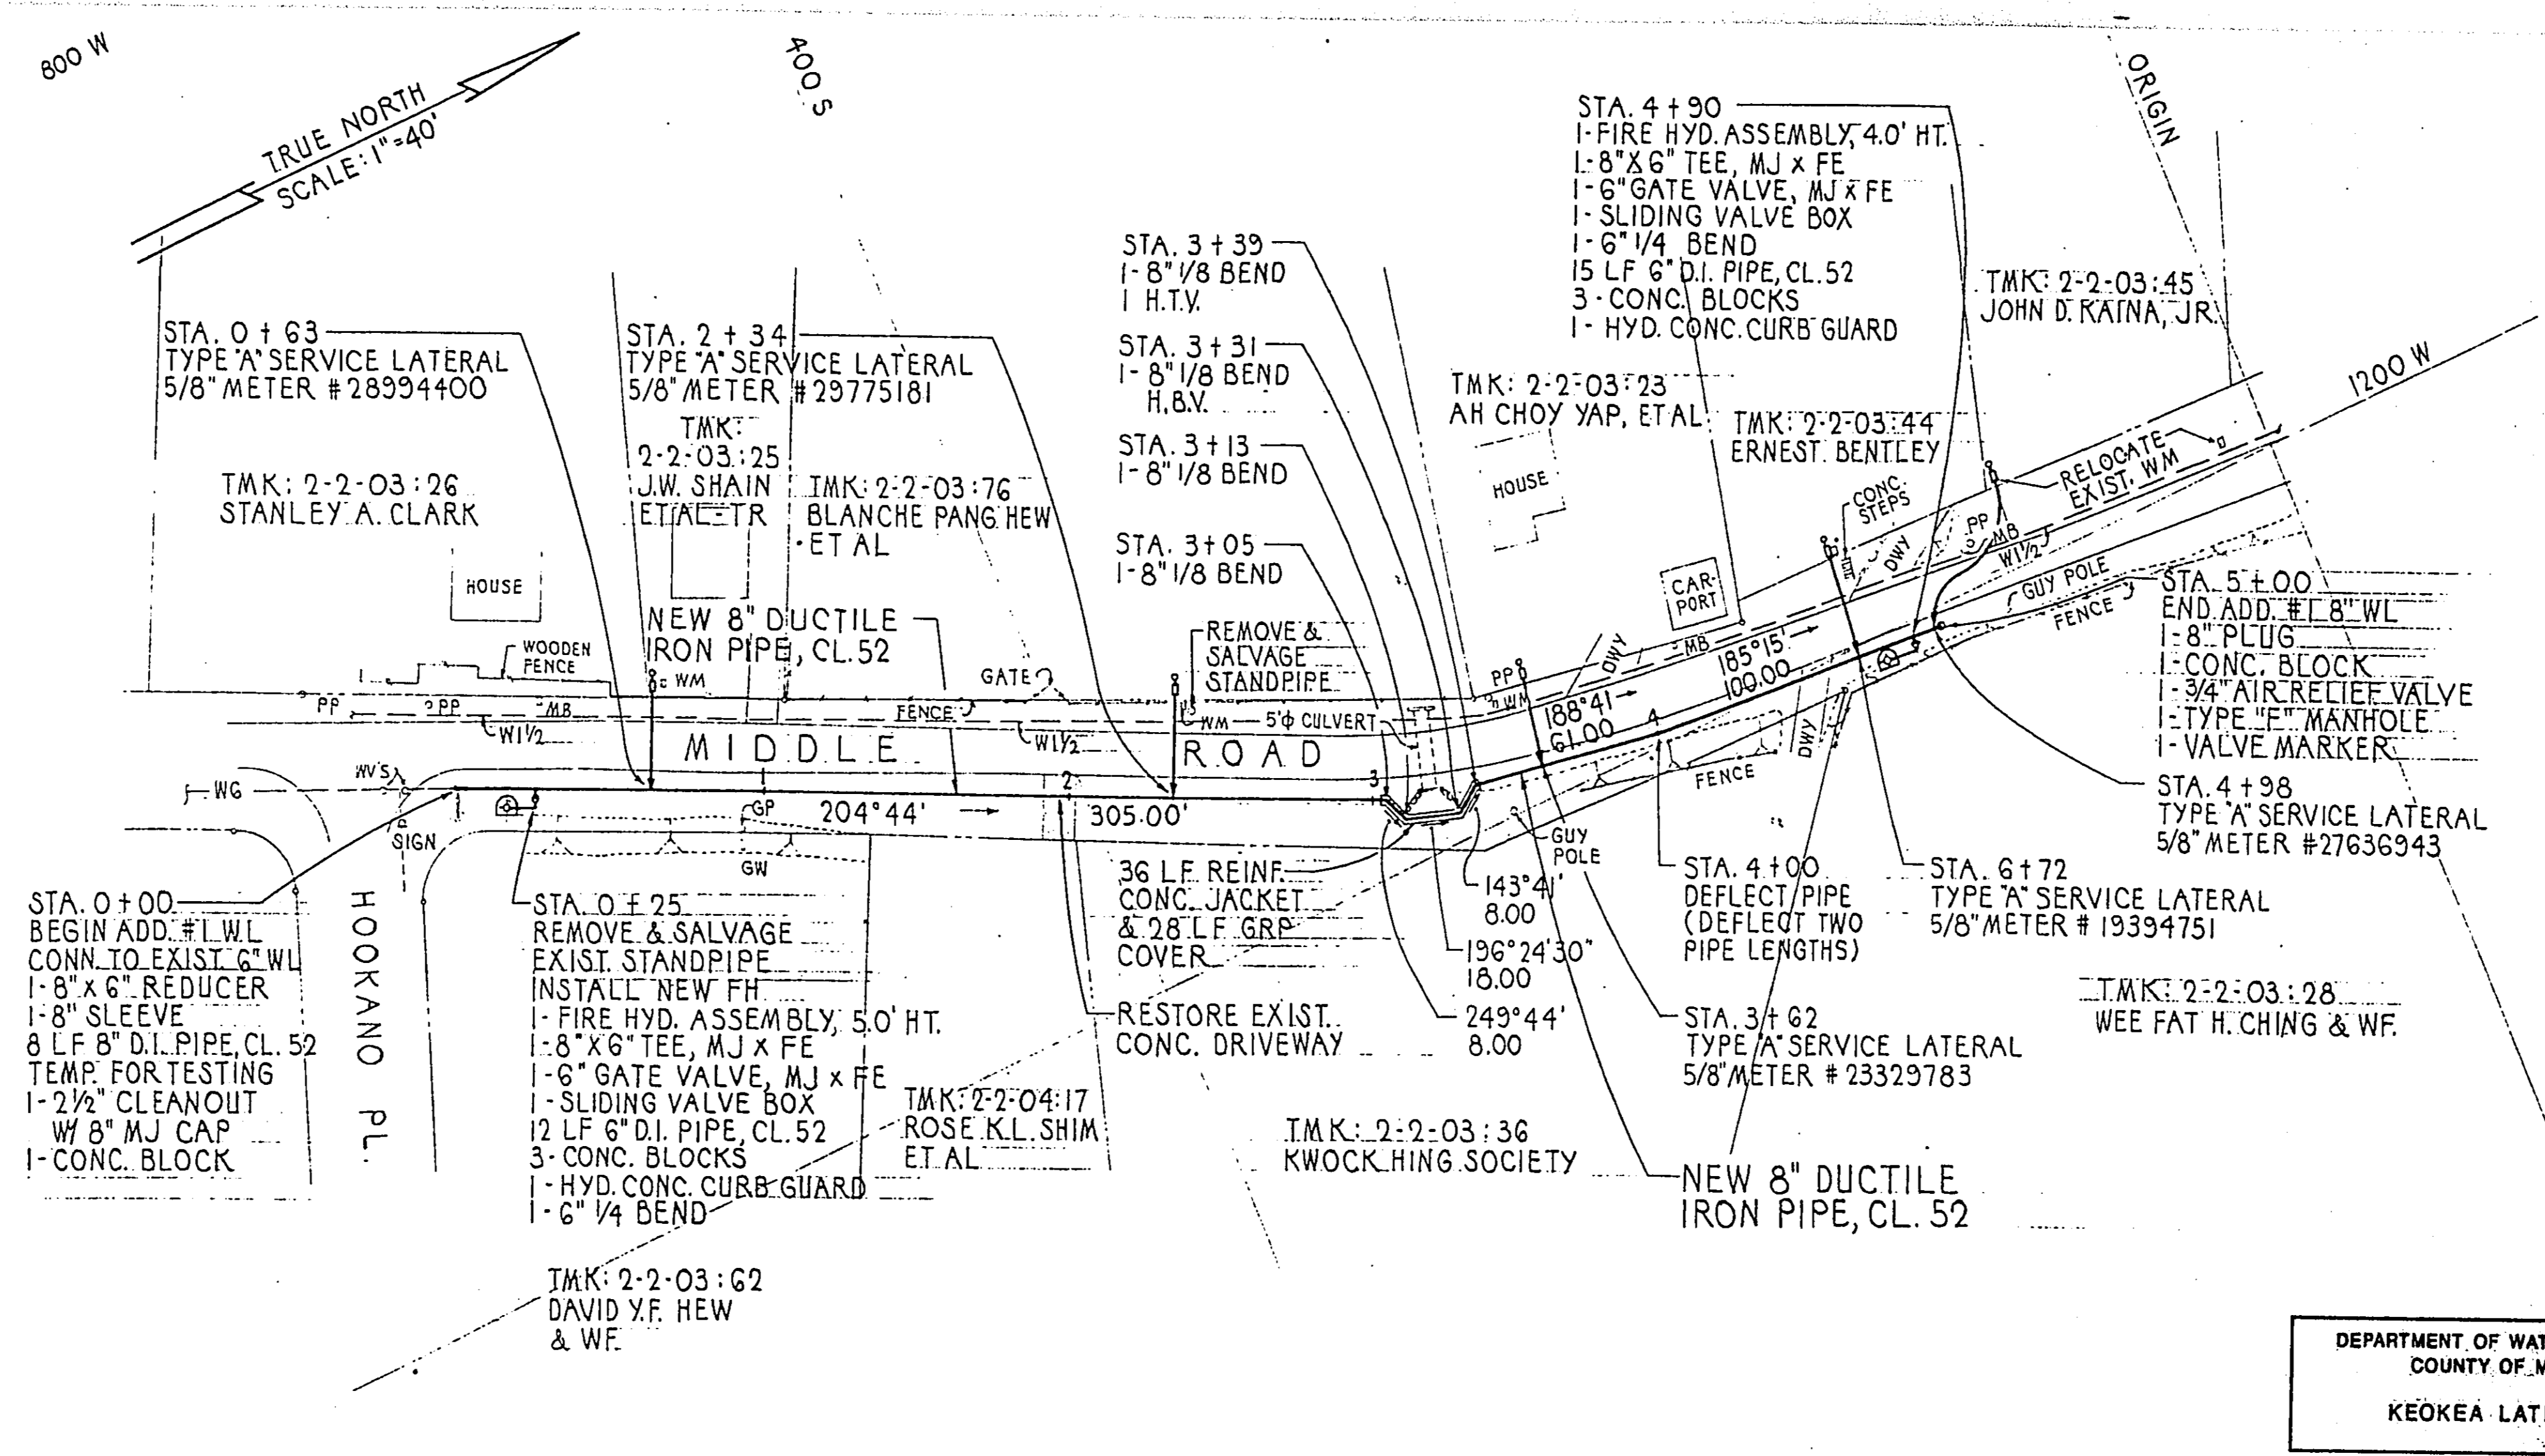 800 W
TRUE NORTH
SCALE: 1"=40'
400 S
ORIGIN
1200 W
STA. 0 + 63
TYPE "A" SERVICE LATERAL
5/8" METER #28994400
STA. 2 + 34
TYPE "A" SERVICE LATERAL
5/8" METER #29775181
STA. 3 + 39
1-8" 1/8 BEND
1 H.T.V.
STA. 3 + 31
1-8" 1/8 BEND
H.B.V.
STA. 3 + 13
1-8" 1/8 BEND
STA. 3 + 05
1-8" 1/8 BEND
STA. 4 + 90
1-FIRE HYD. ASSEMBLY, 4.0' HT.
1-8" X 6" TEE, MJ x FE
1-6" GATE VALVE, MJ x FE
1-SLIDING VALVE BOX
1-6" 1/4 BEND
15 LF 6" D.I. PIPE, CL.52
3-CONC. BLOCKS
1-HYD. CONC. CURB GUARD
TMK: 2-2-03:45
JOHN D. KAINA, JR.
TMK: 2-2-03:23
AH CHOY YAP, ET AL
TMK: 2-2-03:44
ERNEST BENTLEY
TMK: 2-2-03:26
STANLEY A. CLARK
TMK:
2-2-03:25
J.W. SHAIN
ET AL TR
TMK: 2-2-03:76
BLANCHE PANG HEW
ET AL
HOUSE
HOUSE
WOODEN
FENCE
NEW 8" DUCTILE
IRON PIPE, CL.52
GATE
REMOVE &
SALVAGE
STANDPIPE
CAR-
PORT
CONC.
STEPS
RELOCATE
EXIST. WM
DWY
PP
MB
W1½
GUY POLE
FENCE
STA. 5 + 00
END ADD. #1 8" WL
1-8" PLUG
1-CONC. BLOCK
1-3/4" AIR RELIEF VALVE
1-TYPE "F" MANHOLE
1-VALVE MARKER
STA. 4 + 98
TYPE "A" SERVICE LATERAL
5/8" METER #27636943
PP
PP
MB
WM
FENCE
WM
5'φ CULVERT
PP
WM
DWY
MB
W1½
W1½
MIDDLE ROAD
188°41'
61.00
185°15'
100.00
WV'S
W6
SIGN
GP
GW
204°44'
305.00'
2
3
4
FENCE
DWY
GUY
POLE
HOOKANO PL.
STA. 0 + 00
BEGIN ADD. #1 WL
CONN. TO EXIST. 6" WL
1-8" X 6" REDUCER
1-8" SLEEVE
8 LF 8" D.I. PIPE, CL. 52
TEMP. FOR TESTING
1-2½" CLEANOUT
W/ 8" MJ CAP
1-CONC. BLOCK
STA. 0 + 25
REMOVE & SALVAGE
EXIST. STANDPIPE
INSTALL NEW FH
1-FIRE HYD. ASSEMBLY, 5.0' HT.
1-8" X 6" TEE, MJ x FE
1-6" GATE VALVE, MJ x FE
1-SLIDING VALVE BOX
12 LF 6" D.I. PIPE, CL.52
3-CONC. BLOCKS
1-HYD. CONC. CURB GUARD
1-6" 1/4 BEND
36 LF REINF.
CONC. JACKET
& 28 LF GRP
COVER
143°41'
8.00
196°24'30"
18.00
249°44'
8.00
RESTORE EXIST.
CONC. DRIVEWAY
STA. 4 + 00
DEFLECT PIPE
(DEFLECT TWO
PIPE LENGTHS)
STA. 6 + 72
TYPE "A" SERVICE LATERAL
5/8" METER #19394751
STA. 3 + 62
TYPE "A" SERVICE LATERAL
5/8" METER #23329783
TMK: 2-2-03:28
WEE FAT H. CHING & WF.
TMK: 2-2-04:17
ROSE K.L. SHIM
ET AL
TMK: 2-2-03:36
KWOCK HING SOCIETY
NEW 8" DUCTILE
IRON PIPE, CL. 52
TMK: 2-2-03:62
DAVID Y.F. HEW
& WF.
DEPARTMENT OF WAT
COUNTY OF M
KEOKEA LAT